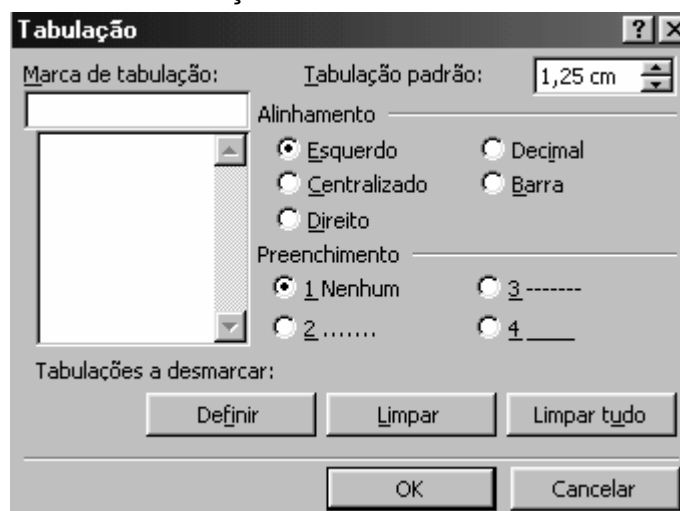 Tabulação
Marca de tabulação: Tabulação padrão: 1,25 cm
Alinhamento
Esquerdo Decimal
Centralizado Barra
Direito
Preenchimento
1 Nenhum 3 -------
2 ....... 4 ____
Tabulações a desmarcar:
Definir Limpar Limpar tudo
OK Cancelar